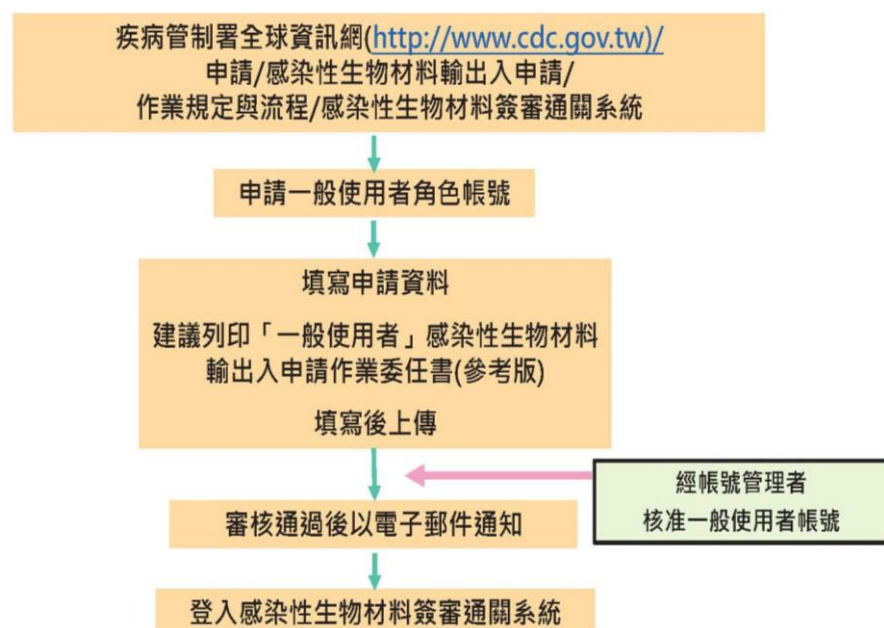 疾病管制署全球資訊網(http://www.cdc.gov.tw)/
申請/感染性生物材料輸出入申請/
作業規定與流程/感染性生物材料簽審通關系統
申請一般使用者角色帳號
填寫申請資料
建議列印「一般使用者」感染性生物材料
輸出入申請作業委任書(參考版)
填寫後上傳
經帳號管理者
核准一般使用者帳號
審核通過後以電子郵件通知
登入感染性生物材料簽審通關系統